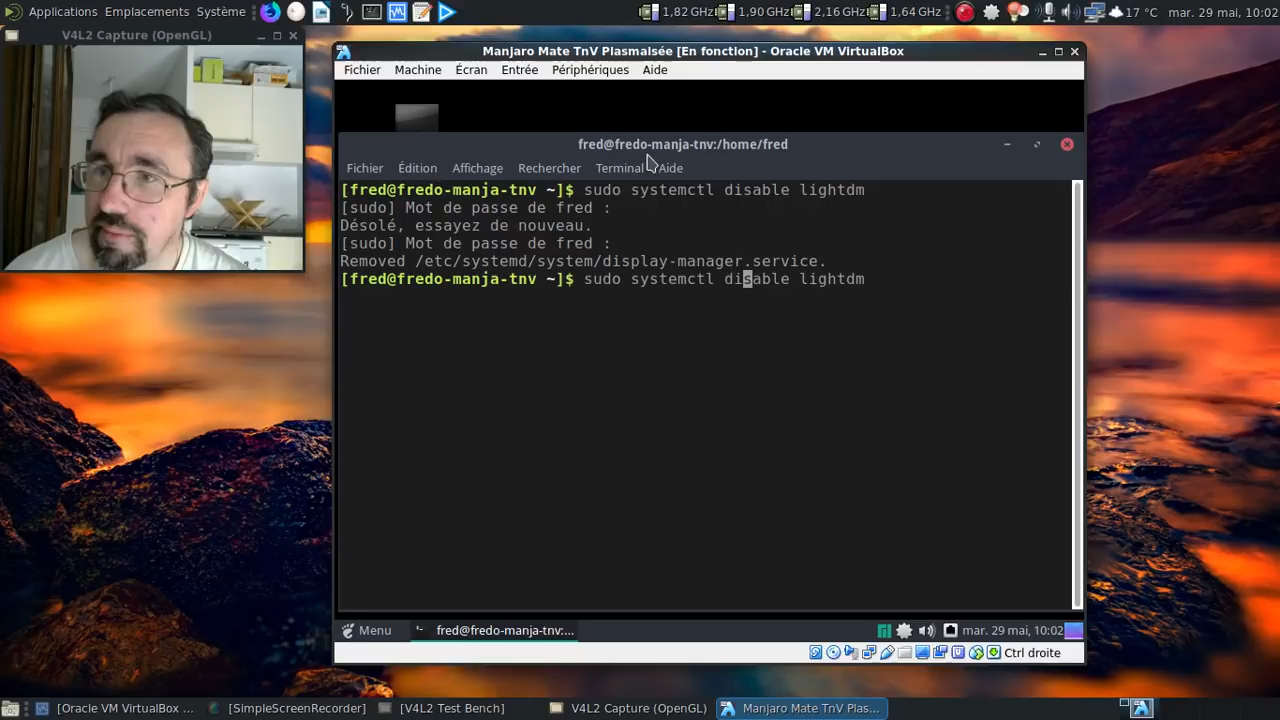 Applications Emplacements Système
1,82 GHz 1,90 GHz 2,16 GHz 1,64 GHz 17 °C mar. 29 mai, 10:02
V4L2 Capture (OpenGL)
Manjaro Mate TnV Plasmaisée [En fonction] - Oracle VM VirtualBox
Fichier Machine Écran Entrée Périphériques Aide
fred@fredo-manja-tnv:/home/fred
Fichier Édition Affichage Rechercher Terminal Aide
[fred@fredo-manja-tnv ~]$ sudo systemctl disable lightdm
[sudo] Mot de passe de fred :
Désolé, essayez de nouveau.
[sudo] Mot de passe de fred :
Removed /etc/systemd/system/display-manager.service.
[fred@fredo-manja-tnv ~]$ sudo systemctl disable lightdm
Menu fred@fredo-manja-tnv:... mar. 29 mai, 10:02
Ctrl droite
[Oracle VM VirtualBox ... [SimpleScreenRecorder] [V4L2 Test Bench] V4L2 Capture (OpenGL) Manjaro Mate TnV Plas...